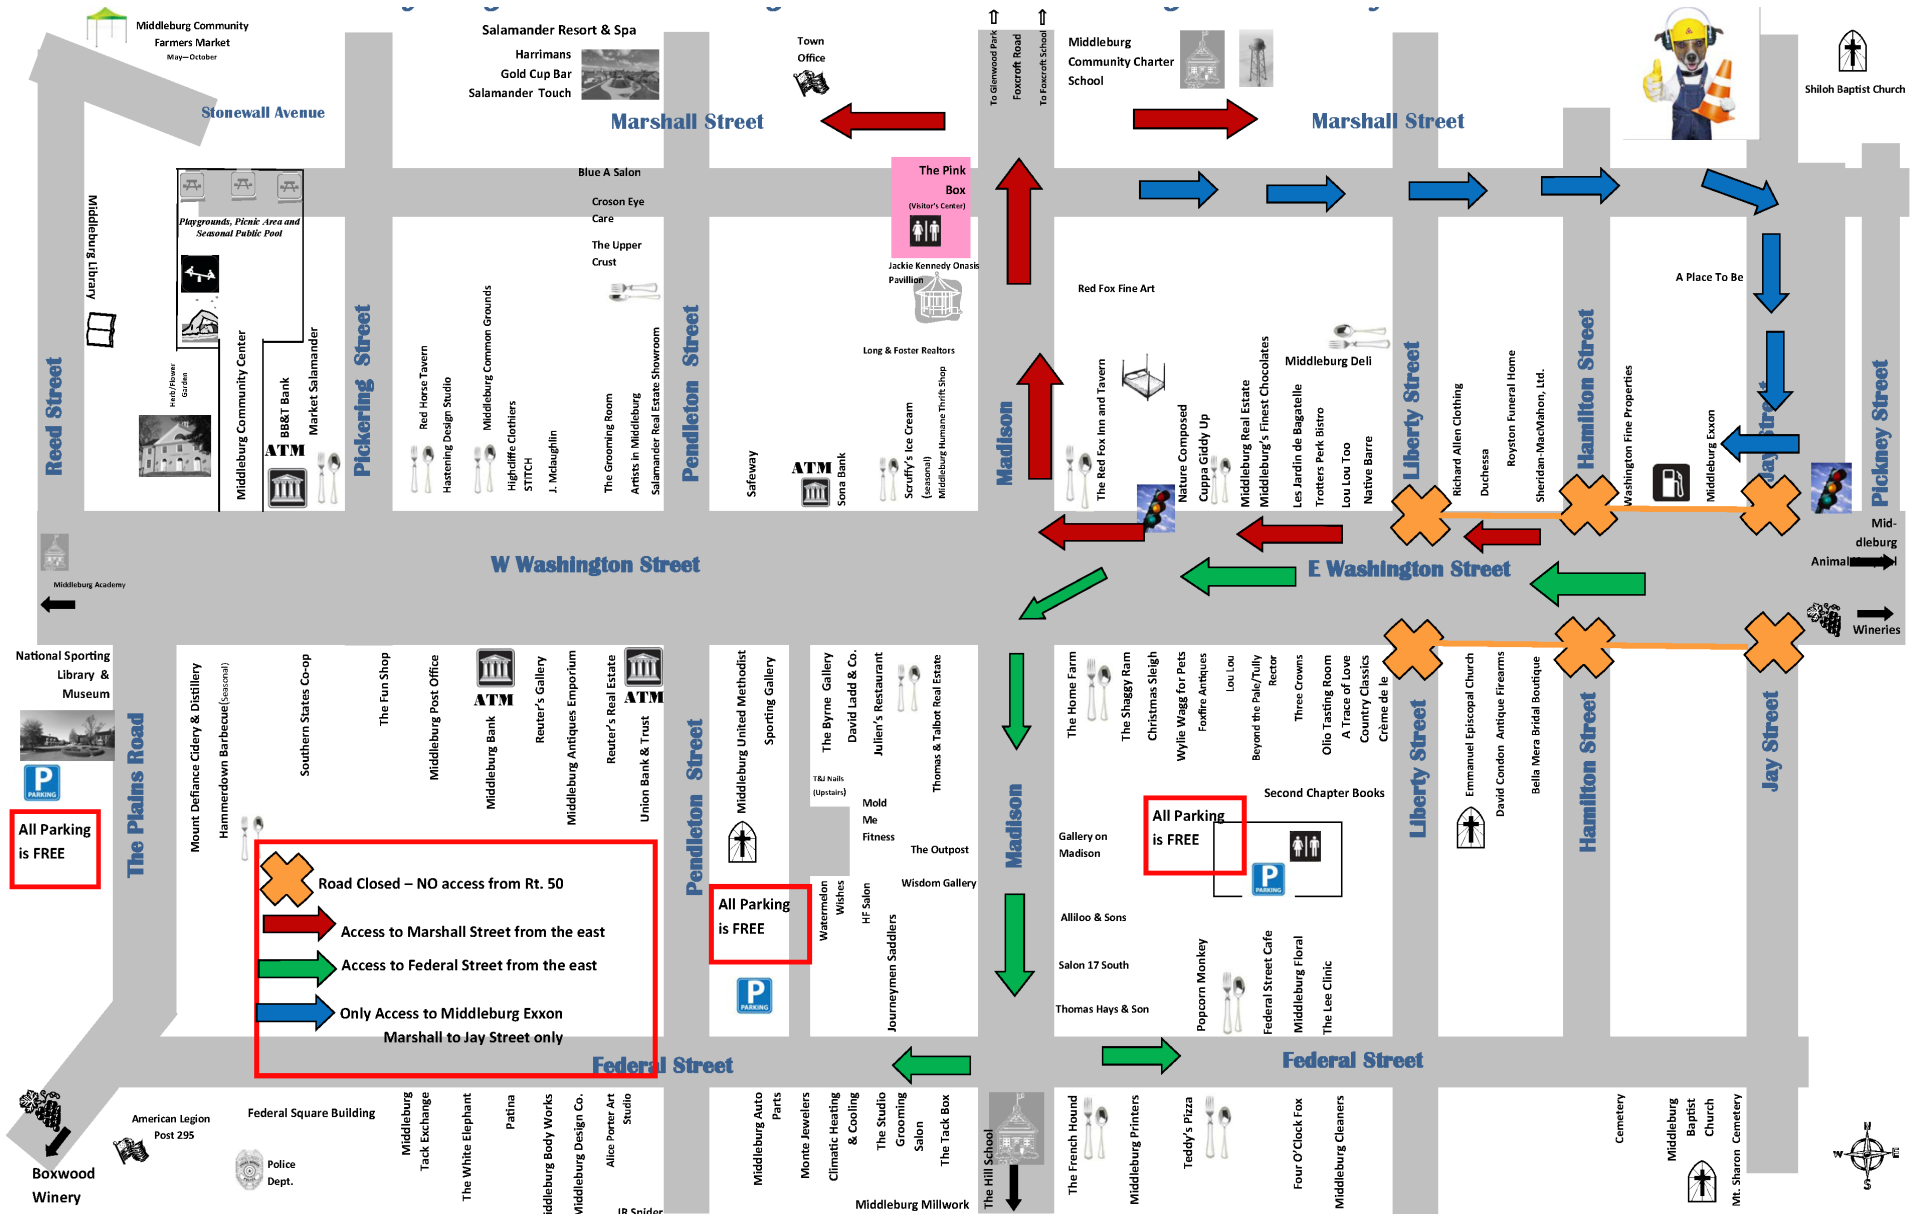 Middleburg Community
Farmers Market
May—October
Salamander Resort & Spa
Harrimans
Gold Cup Bar
Salamander Touch
Town
Office
To Glenwood Park
Foxcroft Road
To Foxcroft School
Middleburg
Community Charter
School
Shiloh Baptist Church
Stonewall Avenue
Marshall Street
Marshall Street
Blue A Salon
Croson Eye
Care
The Upper
Crust
The Pink
Box
(Visitor's Center)
Jackie Kennedy Onasis
Pavillion
Playgrounds, Picnic Area and
Seasonal Public Pool
Middleburg Library
Red Fox Fine Art
A Place To Be
Long & Foster Realtors
Middleburg Deli
Reed Street
Herb/Flower
Garden
Middleburg Community Center
BB&T Bank
ATM
Market Salamander
Pickering Street
Red Horse Tavern
Hastening Design Studio
Middleburg Common Grounds
Highcliffe Clothiers
STITCH
J. Mclaughlin
The Grooming Room
Artists in Middleburg
Salamander Real Estate Showroom
Pendleton Street
Safeway
ATM
Sona Bank
Scruffy's Ice Cream
(seasonal)
Middleburg Humane Thrift Shop
Madison
The Red Fox Inn and Tavern
Nature Composed
Cuppa Giddy Up
Middleburg Real Estate
Middleburg's Finest Chocolates
Les Jardin de Bagatelle
Trotters Perk Bistro
Lou Lou Too
Native Barre
Liberty Street
Richard Allen Clothing
Duchessa
Royston Funeral Home
Sheridan-MacMahon, Ltd.
Hamilton Street
Washington Fine Properties
Middleburg Exxon
Jay Street
Pickney Street
Middleburg Academy
W Washington Street
E Washington Street
Mid-
dleburg
Animal
Wineries
National Sporting
Library &
Museum
PARKING
All Parking
is FREE
The Plains Road
Mount Defiance Cidery & Distillery
Hammerdown Barbecue(Seasonal)
Southern States Co-op
The Fun Shop
Middleburg Post Office
ATM
Middleburg Bank
Reuter's Gallery
Middleburg Antiques Emporium
Reuter's Real Estate
ATM
Union Bank & Trust
Pendleton Street
Middleburg United Methodist
Sporting Gallery
The Byrne Gallery
David Ladd & Co.
Julien's Restaurant
Thomas & Talbot Real Estate
T&J Nails
(Upstairs)
Mold
Me
Fitness
The Outpost
Wisdom Gallery
Watermelon
Wishes
HF Salon
Journeymen Saddlers
All Parking
is FREE
PARKING
Madison
The Home Farm
The Shaggy Ram
Christmas Sleigh
Wylie Wagg for Pets
Foxfire Antiques
Lou Lou
Beyond the Pale/Tully
Rector
Three Crowns
Olio Tasting Room
A Trace of Love
Country Classics
Crème de le
Second Chapter Books
All Parking
is FREE
PARKING
Gallery on
Madison
Alliloo & Sons
Salon 17 South
Thomas Hays & Son
Popcorn Monkey
Federal Street Cafe
Middleburg Floral
The Lee Clinic
Liberty Street
Emmanuel Episcopal Church
David Condon Antique Firearms
Bella Mera Bridal Boutique
Hamilton Street
Jay Street
Road Closed – NO access from Rt. 50
Access to Marshall Street from the east
Access to Federal Street from the east
Only Access to Middleburg Exxon
Marshall to Jay Street only
Federal Street
Federal Street
Boxwood
Winery
American Legion
Post 295
Federal Square Building
Police
Dept.
Middleburg
Tack Exchange
The White Elephant
Patina
iddleburg Body Works
Middleburg Design Co.
Alice Porter Art
Studio
JR Snider
Middleburg Auto
Parts
Monte Jewelers
Climatic Heating
& Cooling
The Studio
Grooming
Salon
The Tack Box
Middleburg Millwork
The Hill School
The French Hound
Middleburg Printers
Teddy's Pizza
Four O'Clock Fox
Middleburg Cleaners
Cemetery
Middleburg
Baptist
Church
Mt. Sharon Cemetery
N
W
E
S